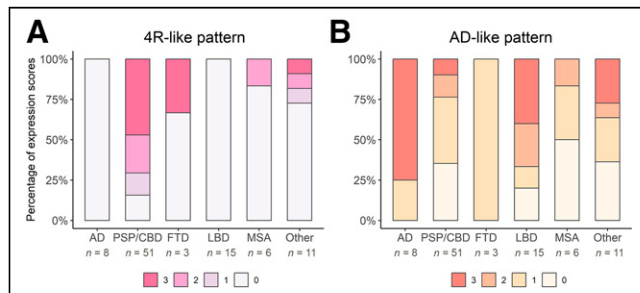 A
4R-like pattern
Percentage of expression scores
100%
75%
50%
25%
0%
AD PSP/CBD FTD LBD MSA Other
n = 8 n = 51 n = 3 n = 15 n = 6 n = 11
3 2 1 0
B
AD-like pattern
100%
75%
50%
25%
0%
AD PSP/CBD FTD LBD MSA Other
n = 8 n = 51 n = 3 n = 15 n = 6 n = 11
3 2 1 0